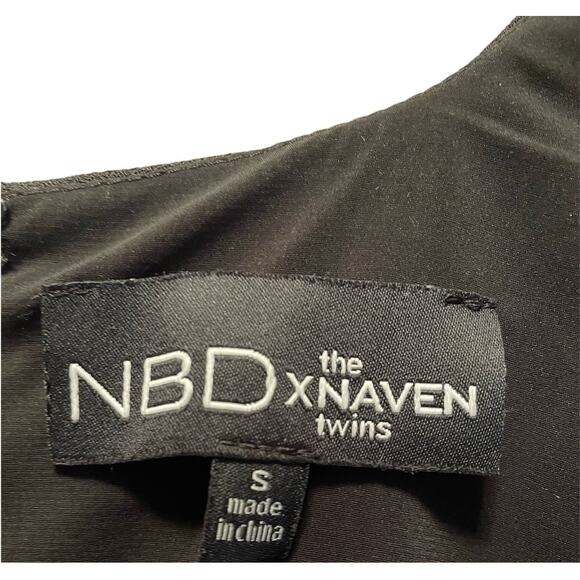 NBD x the NAVEN twins
S
made
in china